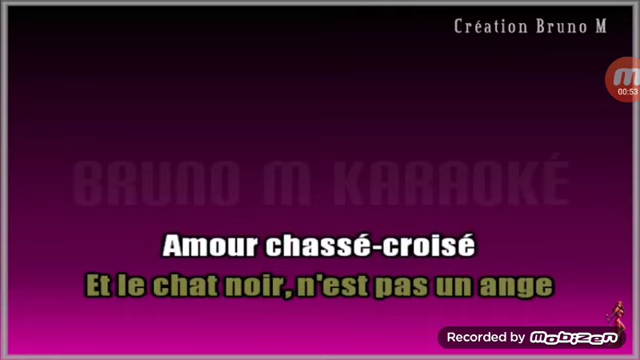 Création Bruno M
00:53
BRUNO M KARAOKÉ
Amour chassé-croisé
Et le chat noir, n'est pas un ange
Recorded by mobizen